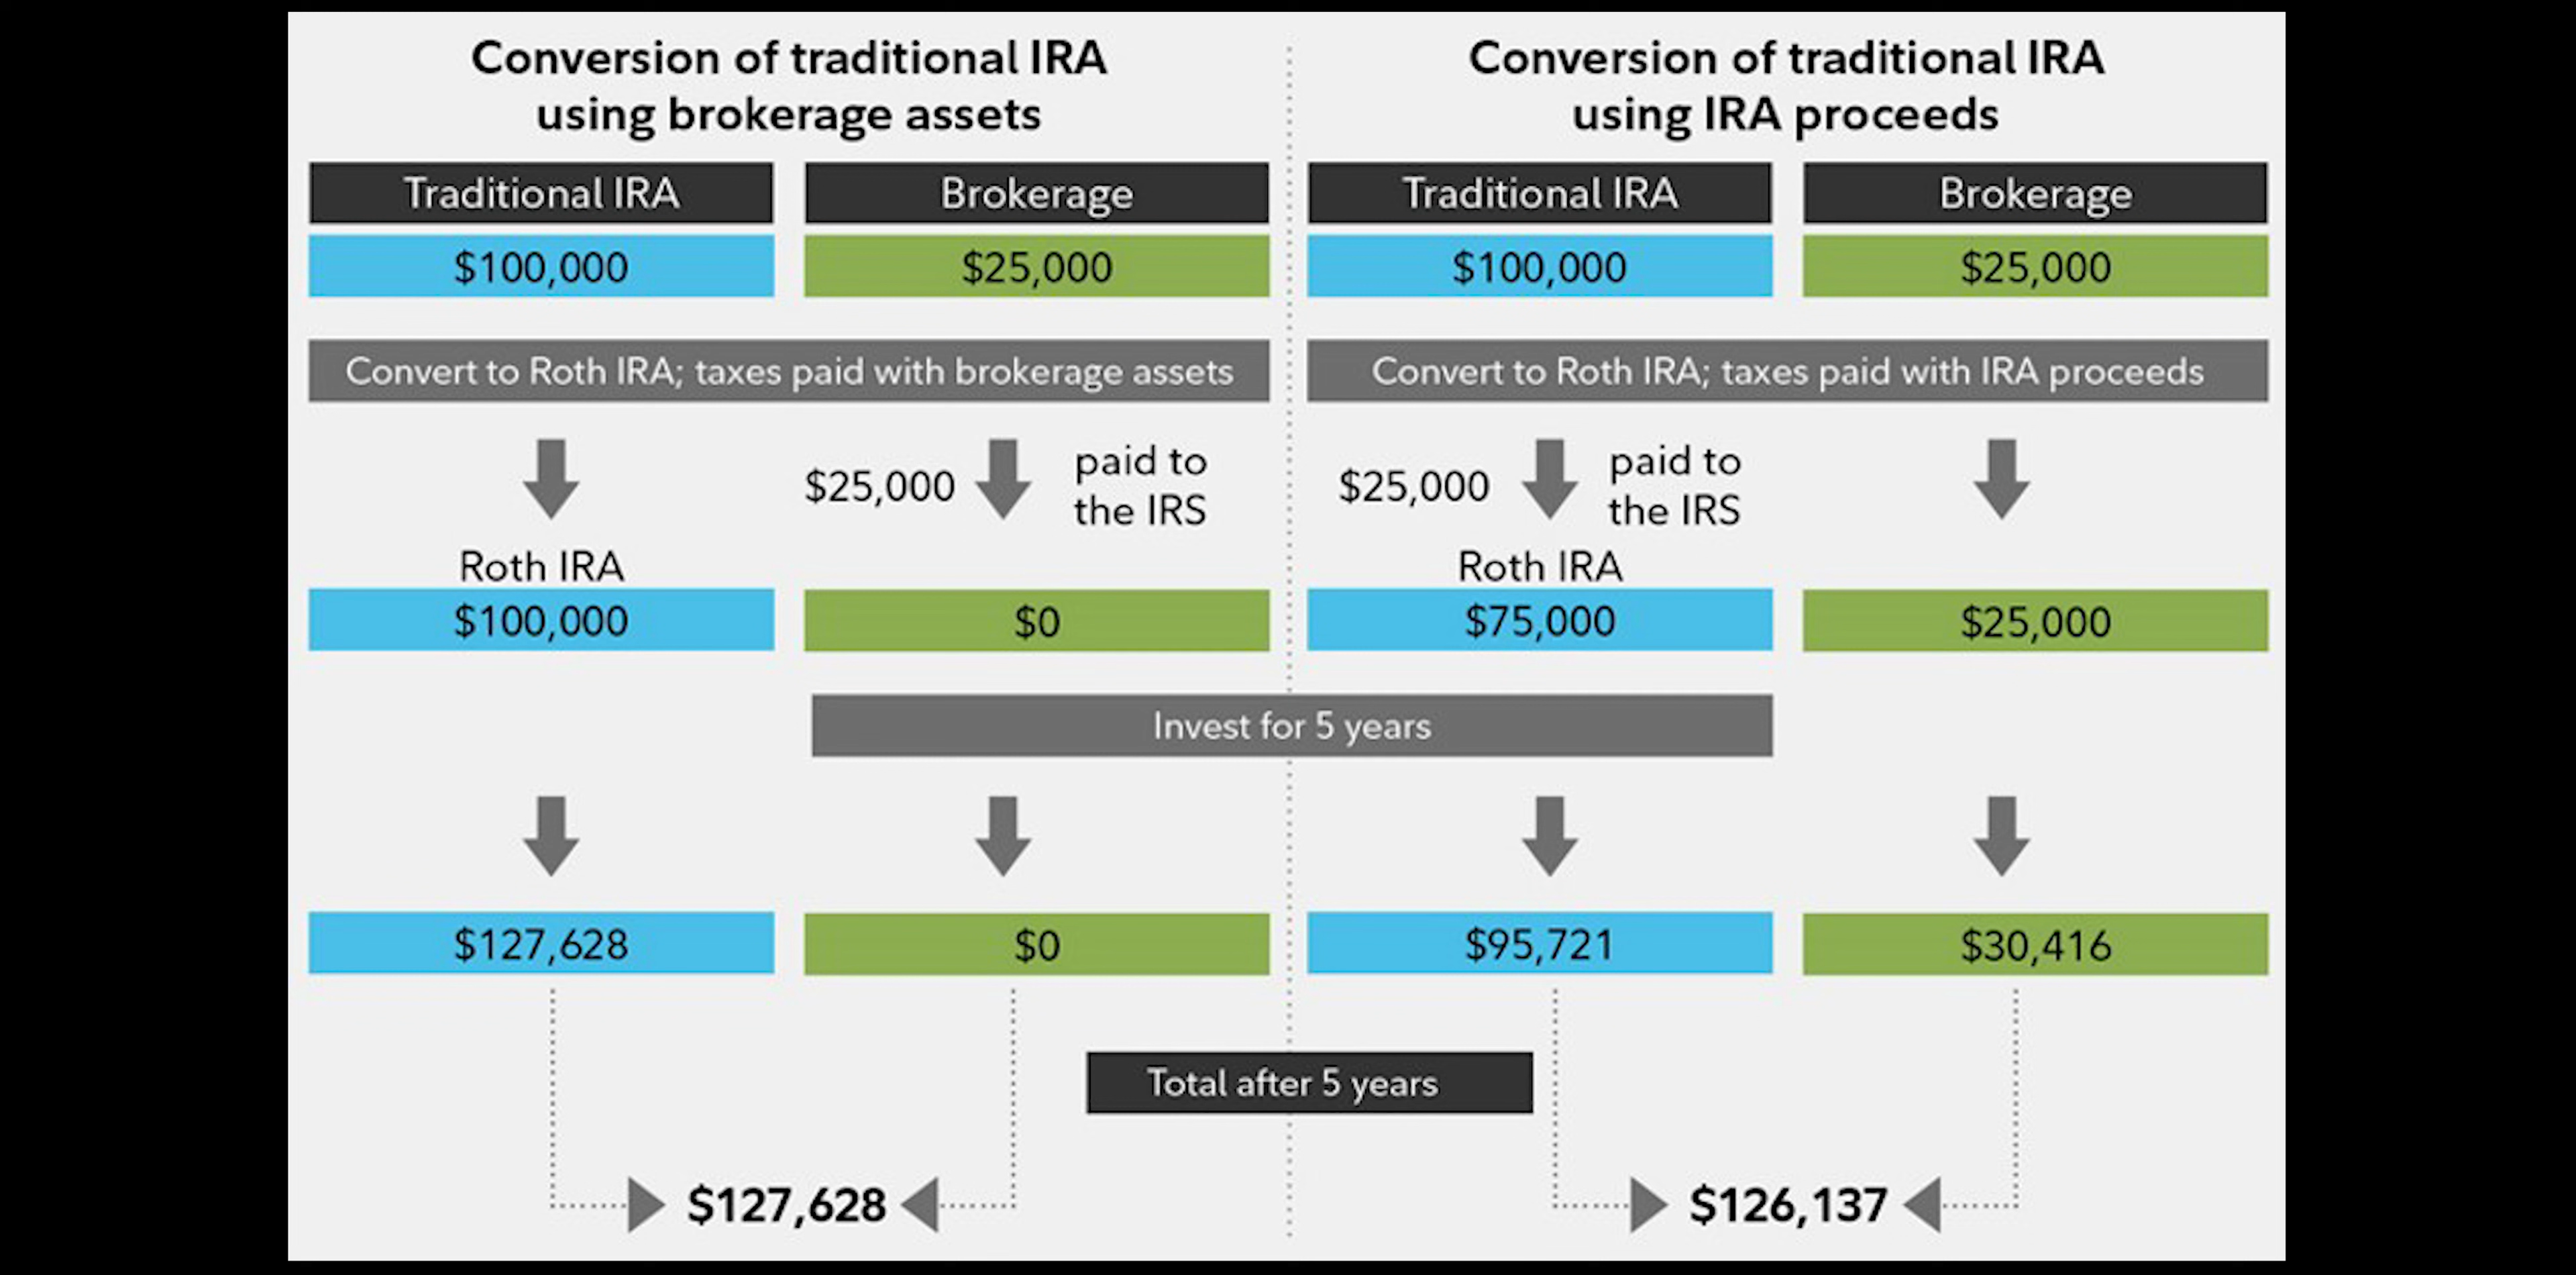 Conversion of traditional IRA
using brokerage assets
Traditional IRA
Brokerage
$100,000
$25,000
Convert to Roth IRA; taxes paid with brokerage assets
$25,000
paid to
the IRS
Roth IRA
$100,000
$0
Conversion of traditional IRA
using IRA proceeds
Traditional IRA
Brokerage
$100,000
$25,000
Convert to Roth IRA; taxes paid with IRA proceeds
$25,000
paid to
the IRS
Roth IRA
$75,000
$25,000
Invest for 5 years
$127,628
$0
$95,721
$30,416
Total after 5 years
$127,628
$126,137